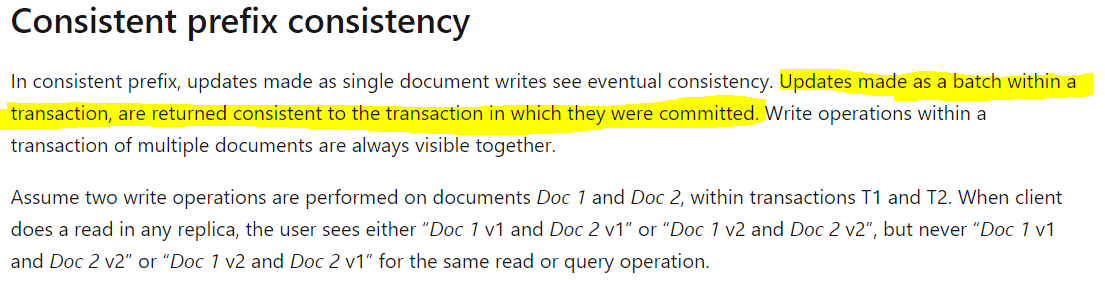 Consistent prefix consistency
In consistent prefix, updates made as single document writes see eventual consistency. Updates made as a batch within a
transaction, are returned consistent to the transaction in which they were committed. Write operations within a
transaction of multiple documents are always visible together.
Assume two write operations are performed on documents Doc 1 and Doc 2, within transactions T1 and T2. When client
does a read in any replica, the user sees either “Doc 1 v1 and Doc 2 v1” or “Doc 1 v2 and Doc 2 v2”, but never “Doc 1 v1
and Doc 2 v2” or “Doc 1 v2 and Doc 2 v1” for the same read or query operation.